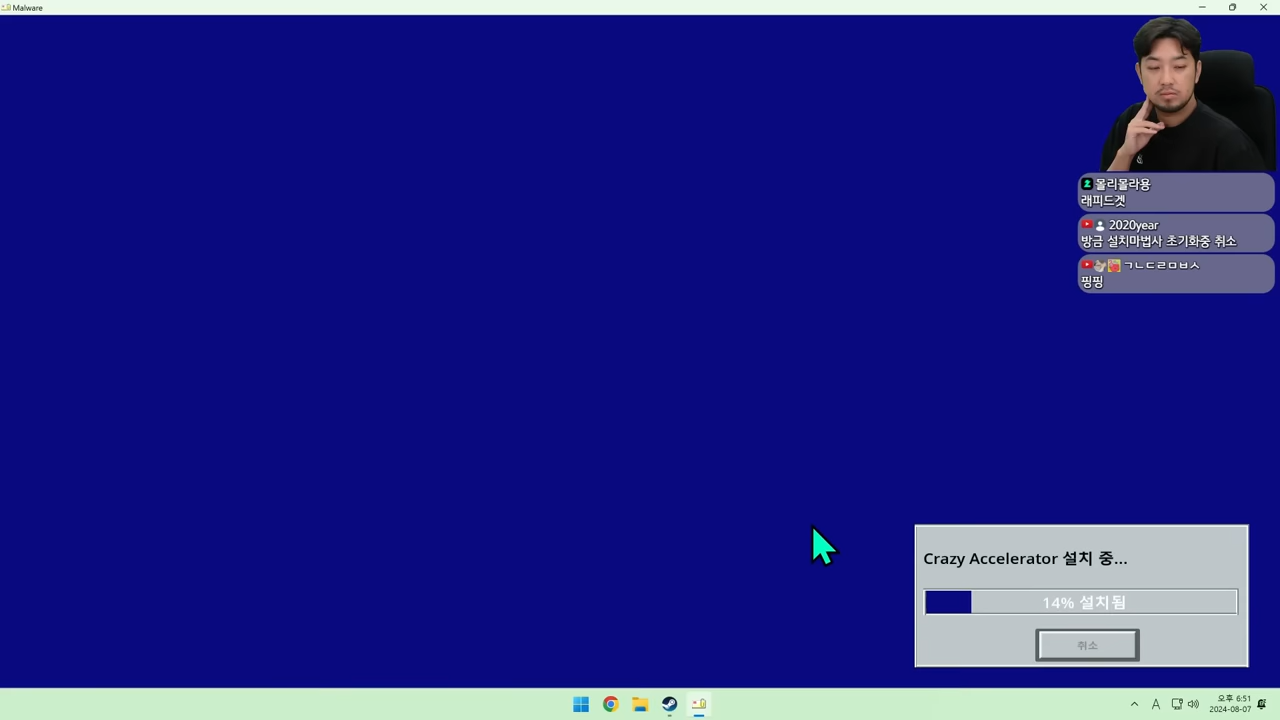 Malware
몰리몰라용
래피드겟
2020year
방금 설치마법사 초기화중 취소
ㄱㄴㄷㄹㅁㅂㅅ
핑핑
Crazy Accelerator 설치 중...
14% 설치됨
취소
A
오후 6:51
2024-08-07